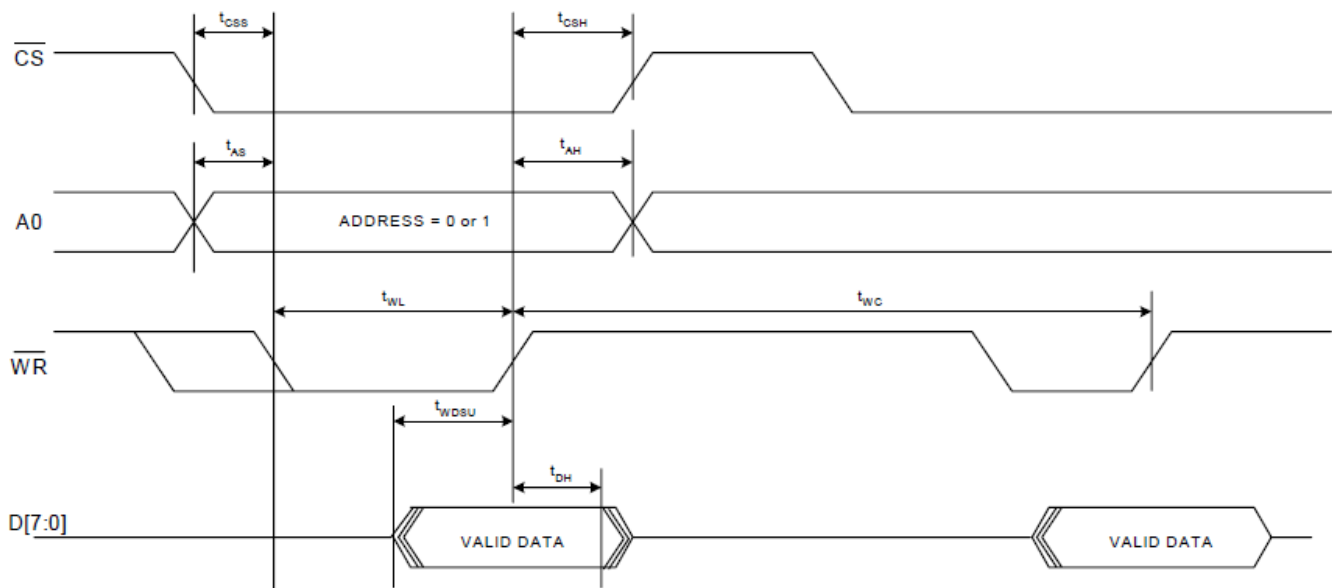 tCSS
tCSH
CS
tAS
tAH
A0
ADDRESS = 0 or 1
tWL
tWC
WR
tWDSU
tDH
D[7:0]
VALID DATA
VALID DATA